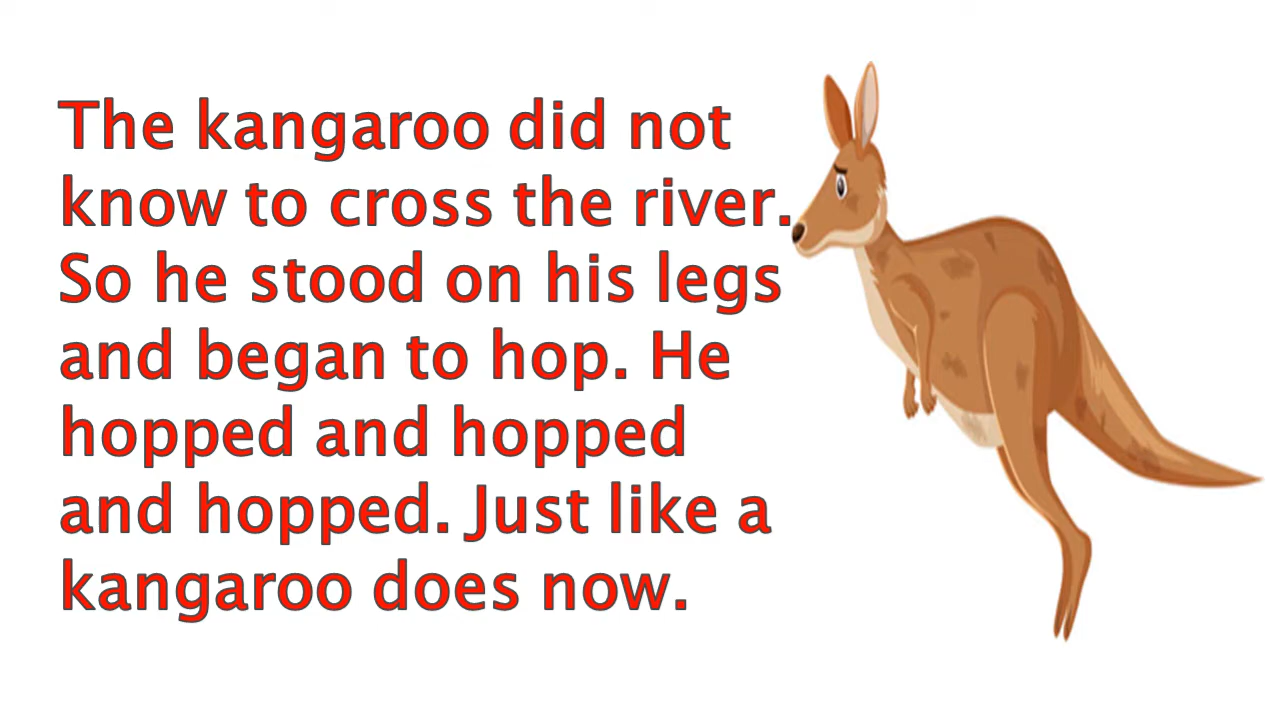 The kangaroo did not
know to cross the river.
So he stood on his legs
and began to hop. He
hopped and hopped
and hopped. Just like a
kangaroo does now.